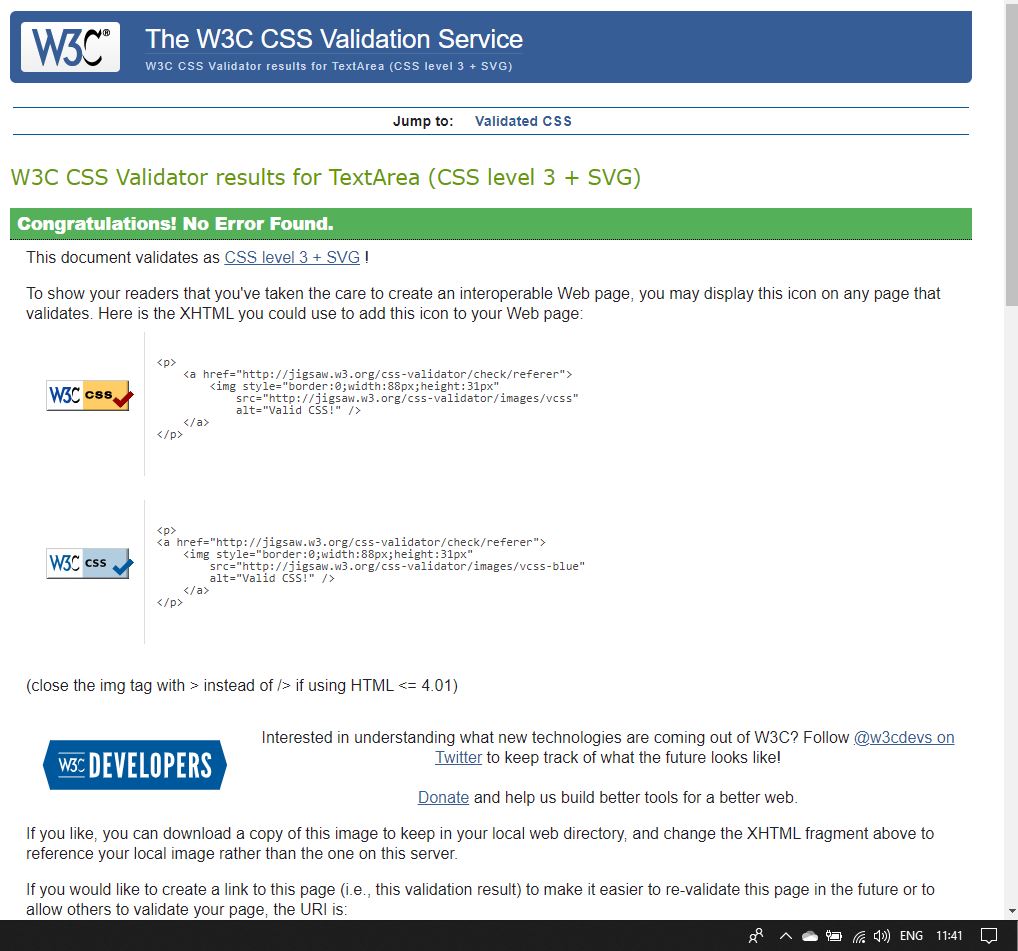 W3C®
The W3C CSS Validation Service
W3C CSS Validator results for TextArea (CSS level 3 + SVG)
Jump to: Validated CSS
W3C CSS Validator results for TextArea (CSS level 3 + SVG)
Congratulations! No Error Found.
This document validates as CSS level 3 + SVG !
To show your readers that you've taken the care to create an interoperable Web page, you may display this icon on any page that
validates. Here is the XHTML you could use to add this icon to your Web page:
W3C css
<p>
<a href="http://jigsaw.w3.org/css-validator/check/referer">
<img style="border:0;width:88px;height:31px"
src="http://jigsaw.w3.org/css-validator/images/vcss"
alt="Valid CSS!" />
</a>
</p>
W3C css
<p>
<a href="http://jigsaw.w3.org/css-validator/check/referer">
<img style="border:0;width:88px;height:31px"
src="http://jigsaw.w3.org/css-validator/images/vcss-blue"
alt="Valid CSS!" />
</a>
</p>
(close the img tag with > instead of /> if using HTML <= 4.01)
W3C DEVELOPERS
Interested in understanding what new technologies are coming out of W3C? Follow @w3cdevs on
Twitter to keep track of what the future looks like!
Donate and help us build better tools for a better web.
If you like, you can download a copy of this image to keep in your local web directory, and change the XHTML fragment above to
reference your local image rather than the one on this server.
If you would like to create a link to this page (i.e., this validation result) to make it easier to re-validate this page in the future or to
allow others to validate your page, the URI is:
ENG 11:41